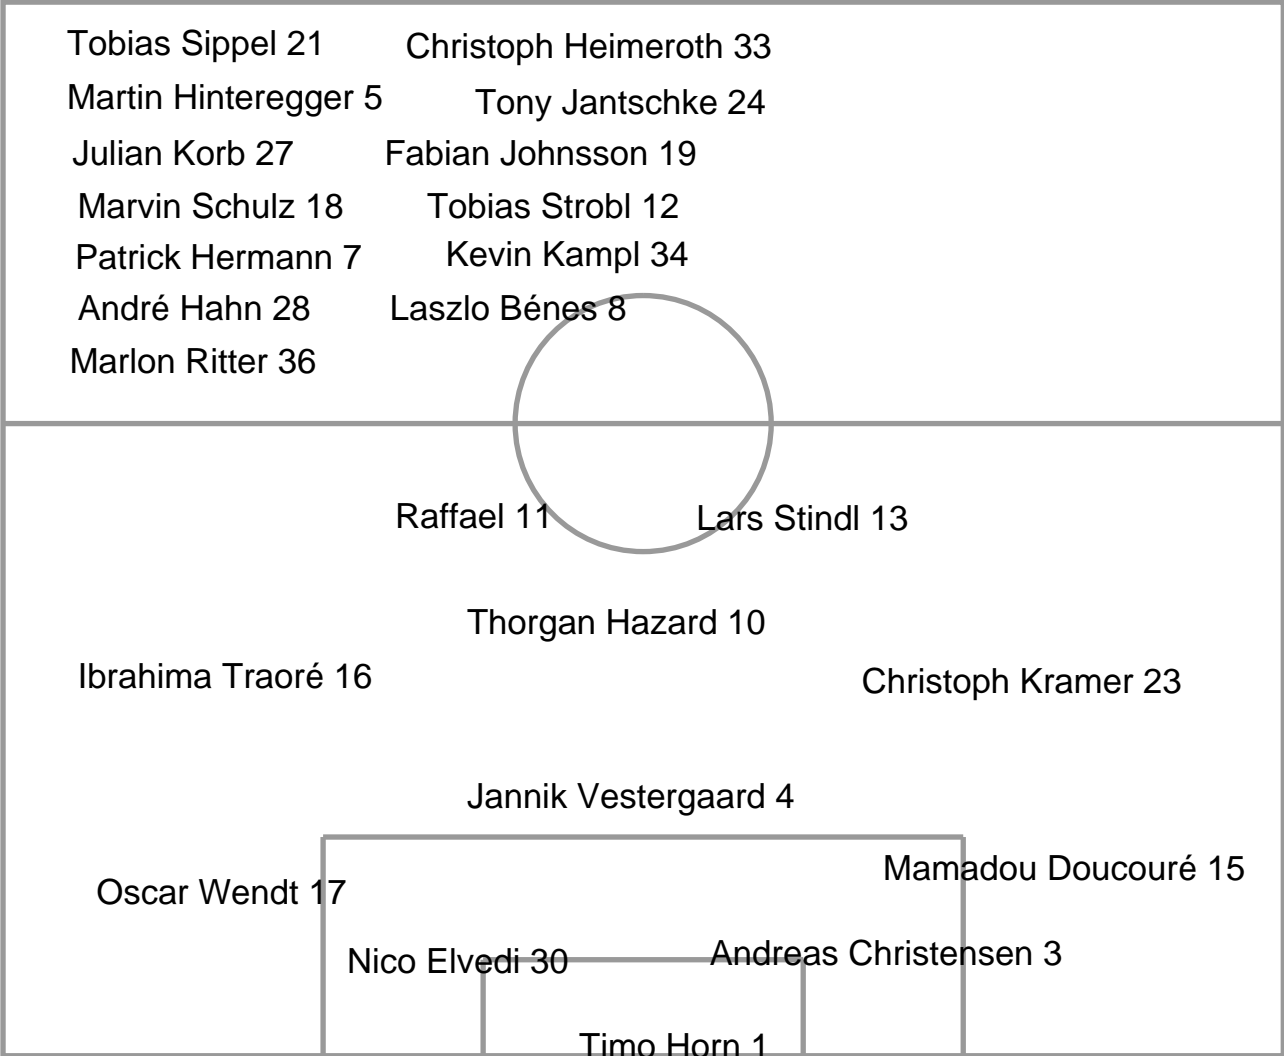 Tobias Sippel 21
Christoph Heimeroth 33
Martin Hinteregger 5
Tony Jantschke 24
Julian Korb 27
Fabian Johnsson 19
Marvin Schulz 18
Tobias Strobl 12
Patrick Hermann 7
Kevin Kampl 34
André Hahn 28
Laszlo Bénes 8
Marlon Ritter 36
Raffael 11
Lars Stindl 13
Thorgan Hazard 10
Ibrahima Traoré 16
Christoph Kramer 23
Jannik Vestergaard 4
Mamadou Doucouré 15
Oscar Wendt 17
Andreas Christensen 3
Nico Elvedi 30
Timo Horn 1